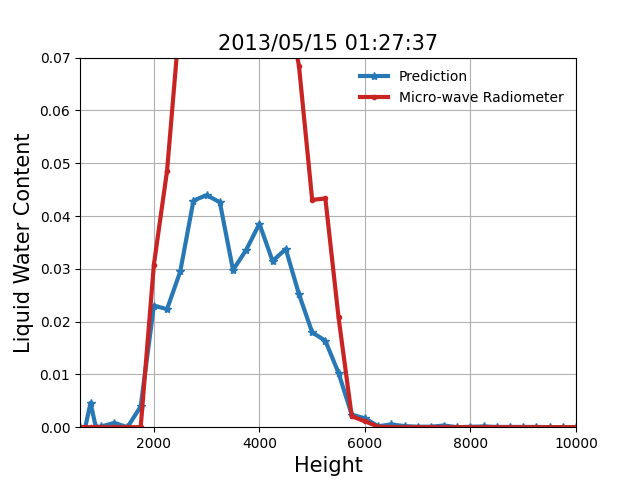 2013/05/15 01:27:37
Prediction
Micro-wave Radiometer
Liquid Water Content
0.07
0.06
0.05
0.04
0.03
0.02
0.01
0.00
2000 4000 6000 8000 10000
Height